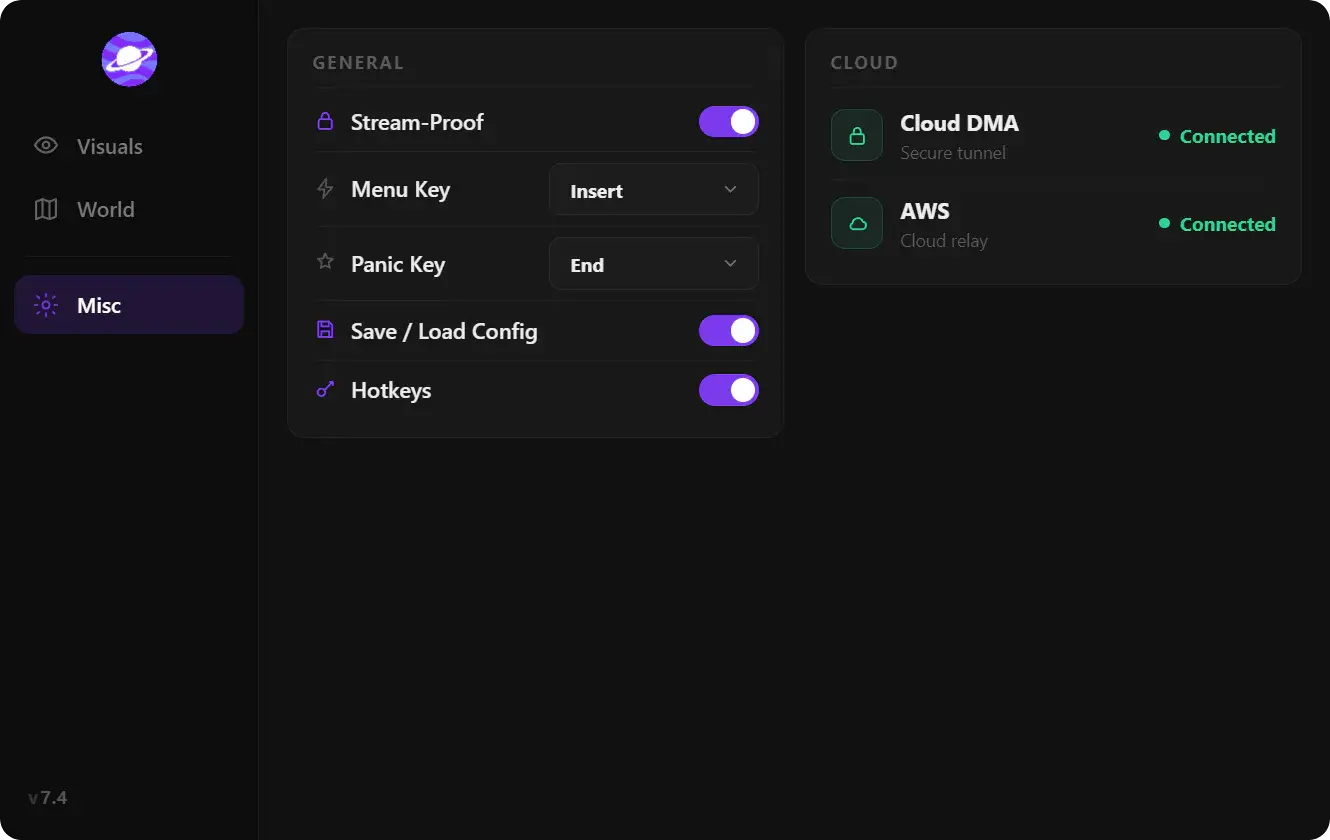 Visuals
World
Misc
v7.4
GENERAL
Stream-Proof
Menu Key
Insert
Panic Key
End
Save / Load Config
Hotkeys
CLOUD
Cloud DMA
Secure tunnel
Connected
AWS
Cloud relay
Connected